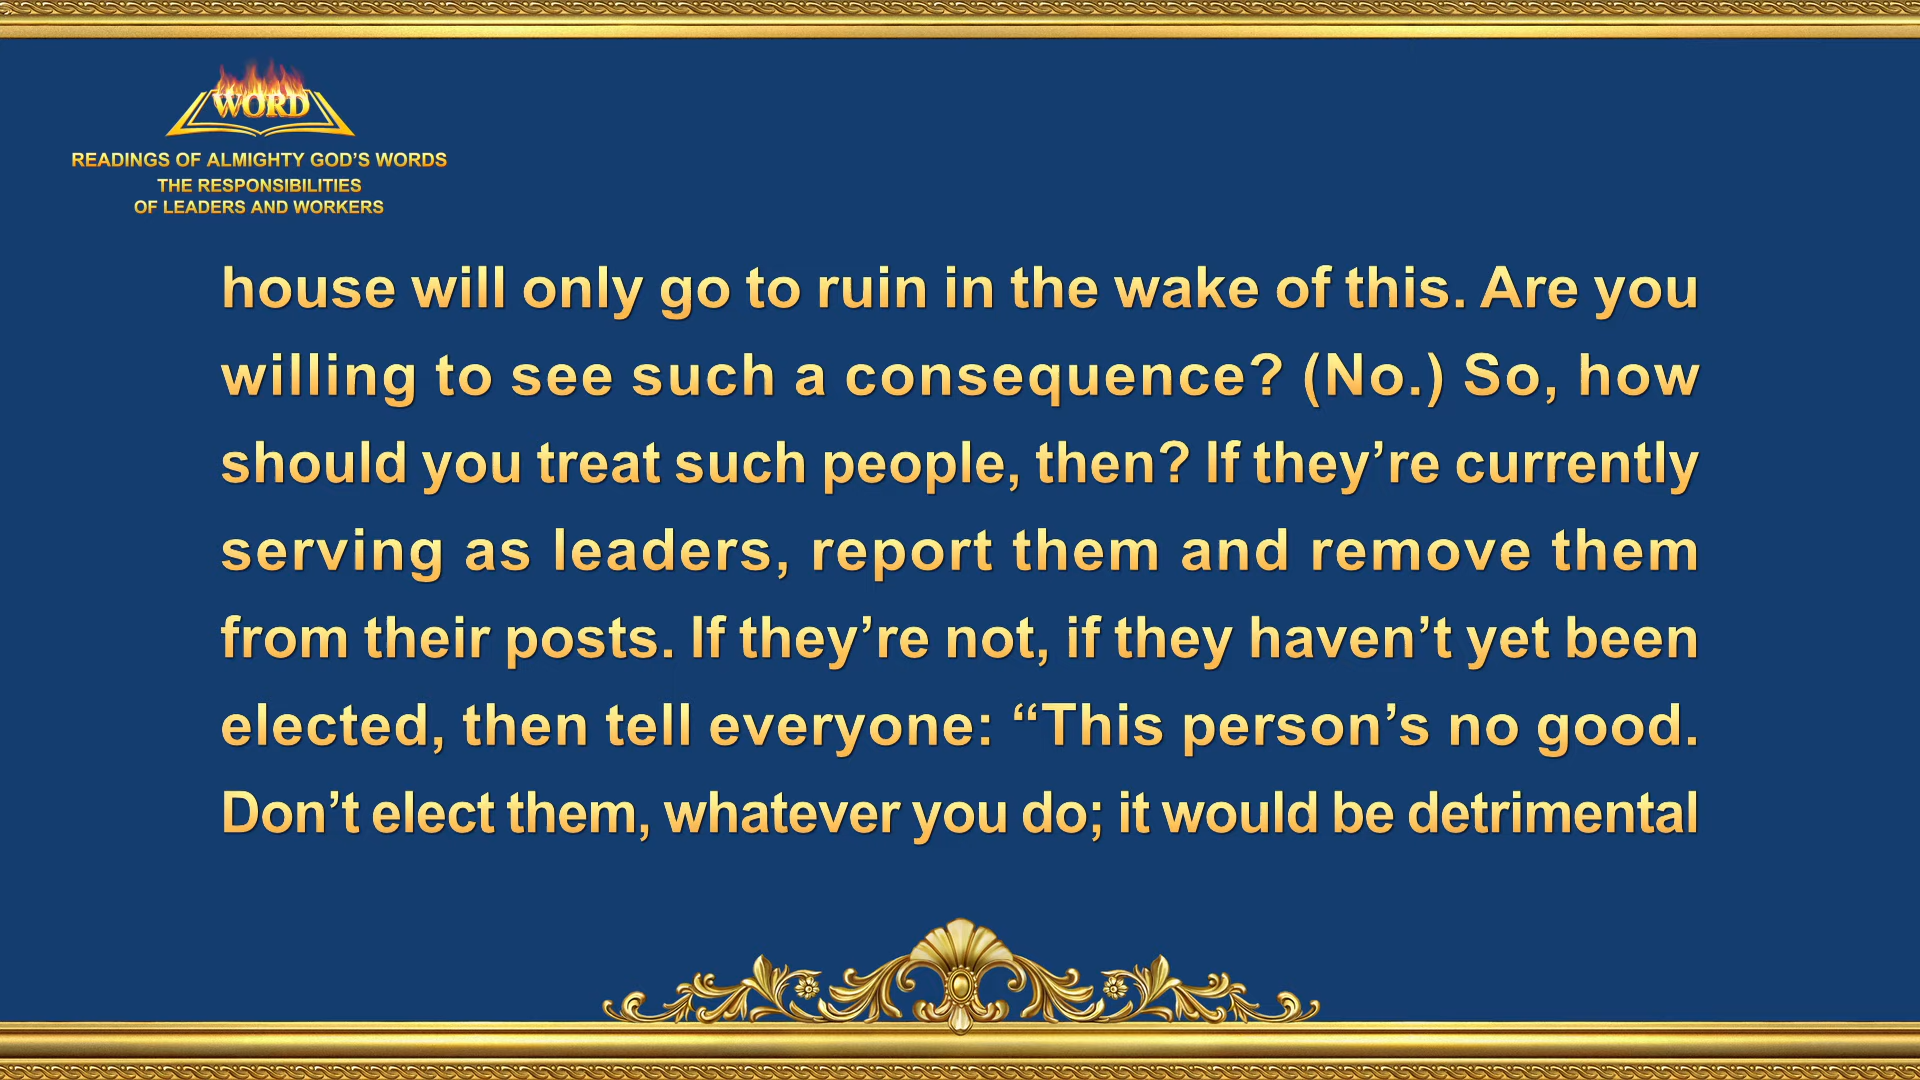 WORD
READINGS OF ALMIGHTY GOD’S WORDS
THE RESPONSIBILITIES
OF LEADERS AND WORKERS
house will only go to ruin in the wake of this. Are you
willing to see such a consequence? (No.) So, how
should you treat such people, then? If they’re currently
serving as leaders, report them and remove them
from their posts. If they’re not, if they haven’t yet been
elected, then tell everyone: “This person’s no good.
Don’t elect them, whatever you do; it would be detrimental